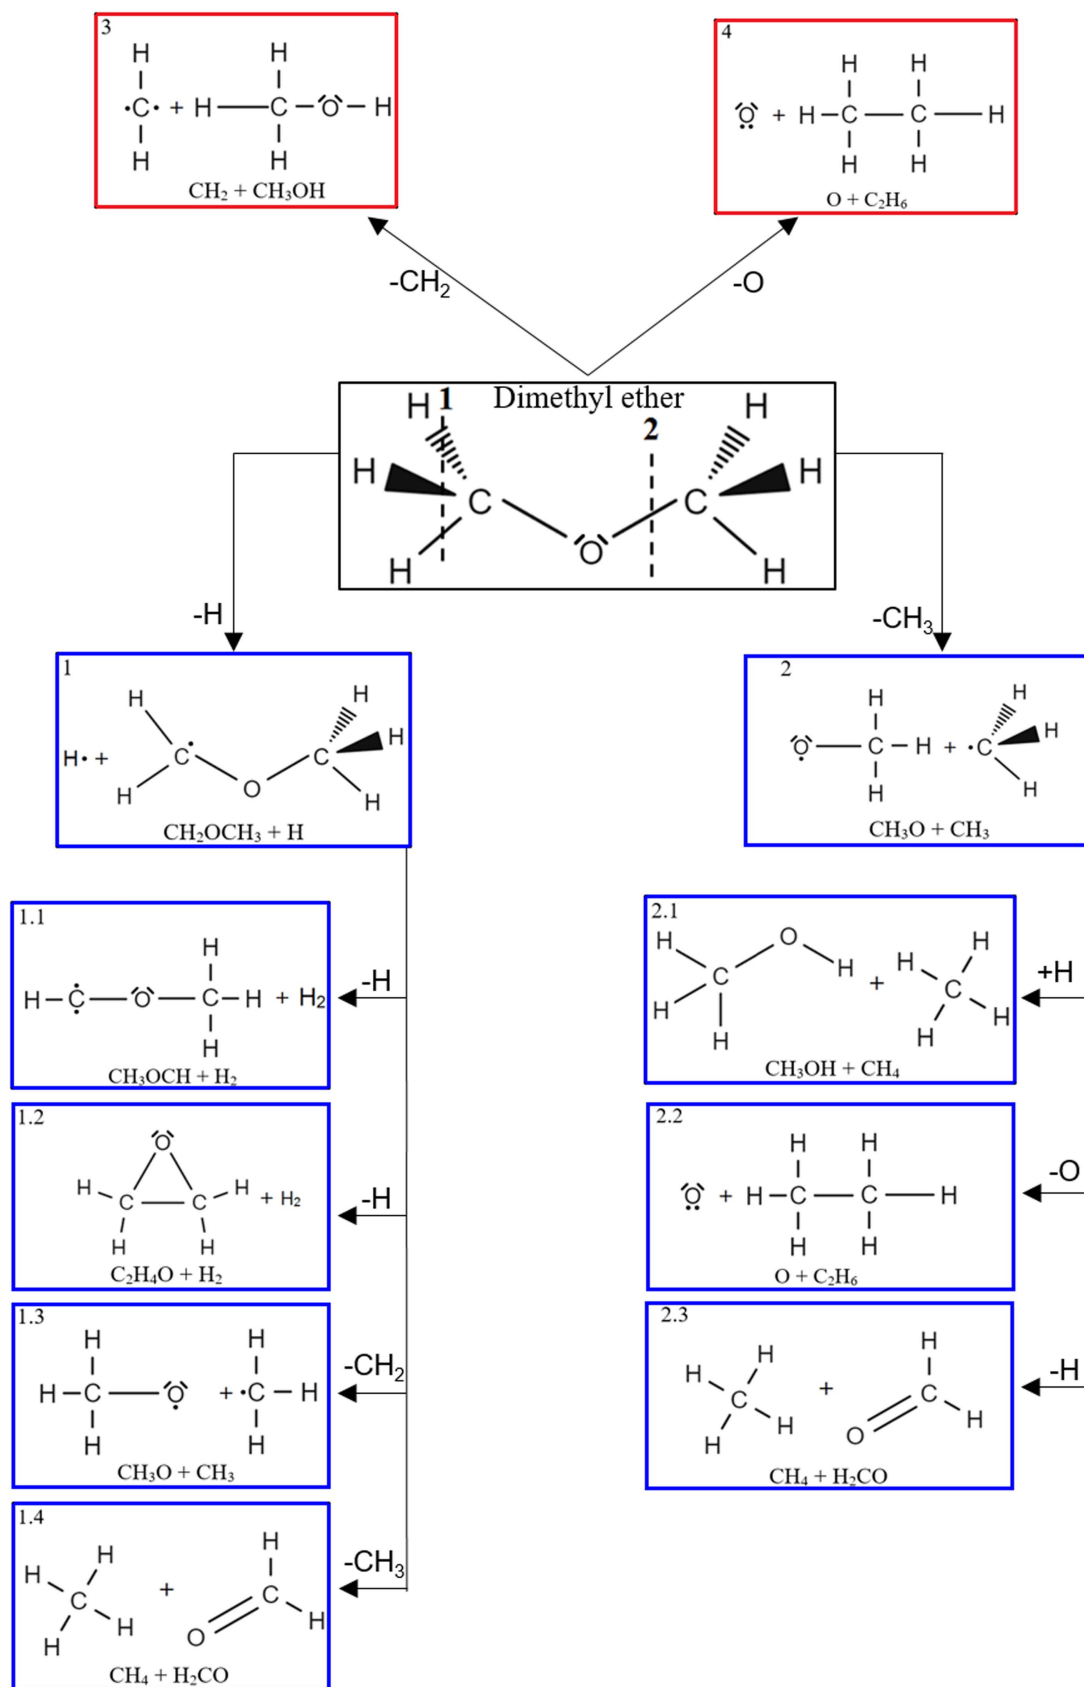 3
H
H
·C· + H C O H
H
H
CH₂ + CH₃OH
4
H H
O + H C C H
H H
O + C₂H₆
-CH₂
-O
H 1 Dimethyl ether H
2
H H
C C
O
H H
-H
-CH₃
1
H H
H
H· + C C
O
H H
CH₂OCH₃ + H
2
H H
H
O C H + ·C
H H
CH₃O + CH₃
1.1
H
H C O C H + H₂
H
CH₃OCH + H₂
-H
2.1
H O H
H + H
C C
H H
H H
CH₃OH + CH₄
+H
1.2
O
H H
C C + H₂
H H
C₂H₄O + H₂
-H
2.2
H H
O + H C C H
H H
O + C₂H₆
-O
1.3
H H
H C O + ·C H
H H
CH₃O + CH₃
-CH₂
2.3
H H
H +
C C
H H
H O
CH₄ + H₂CO
-H
1.4
H H
H +
C C
H H
H O
CH₄ + H₂CO
-CH₃